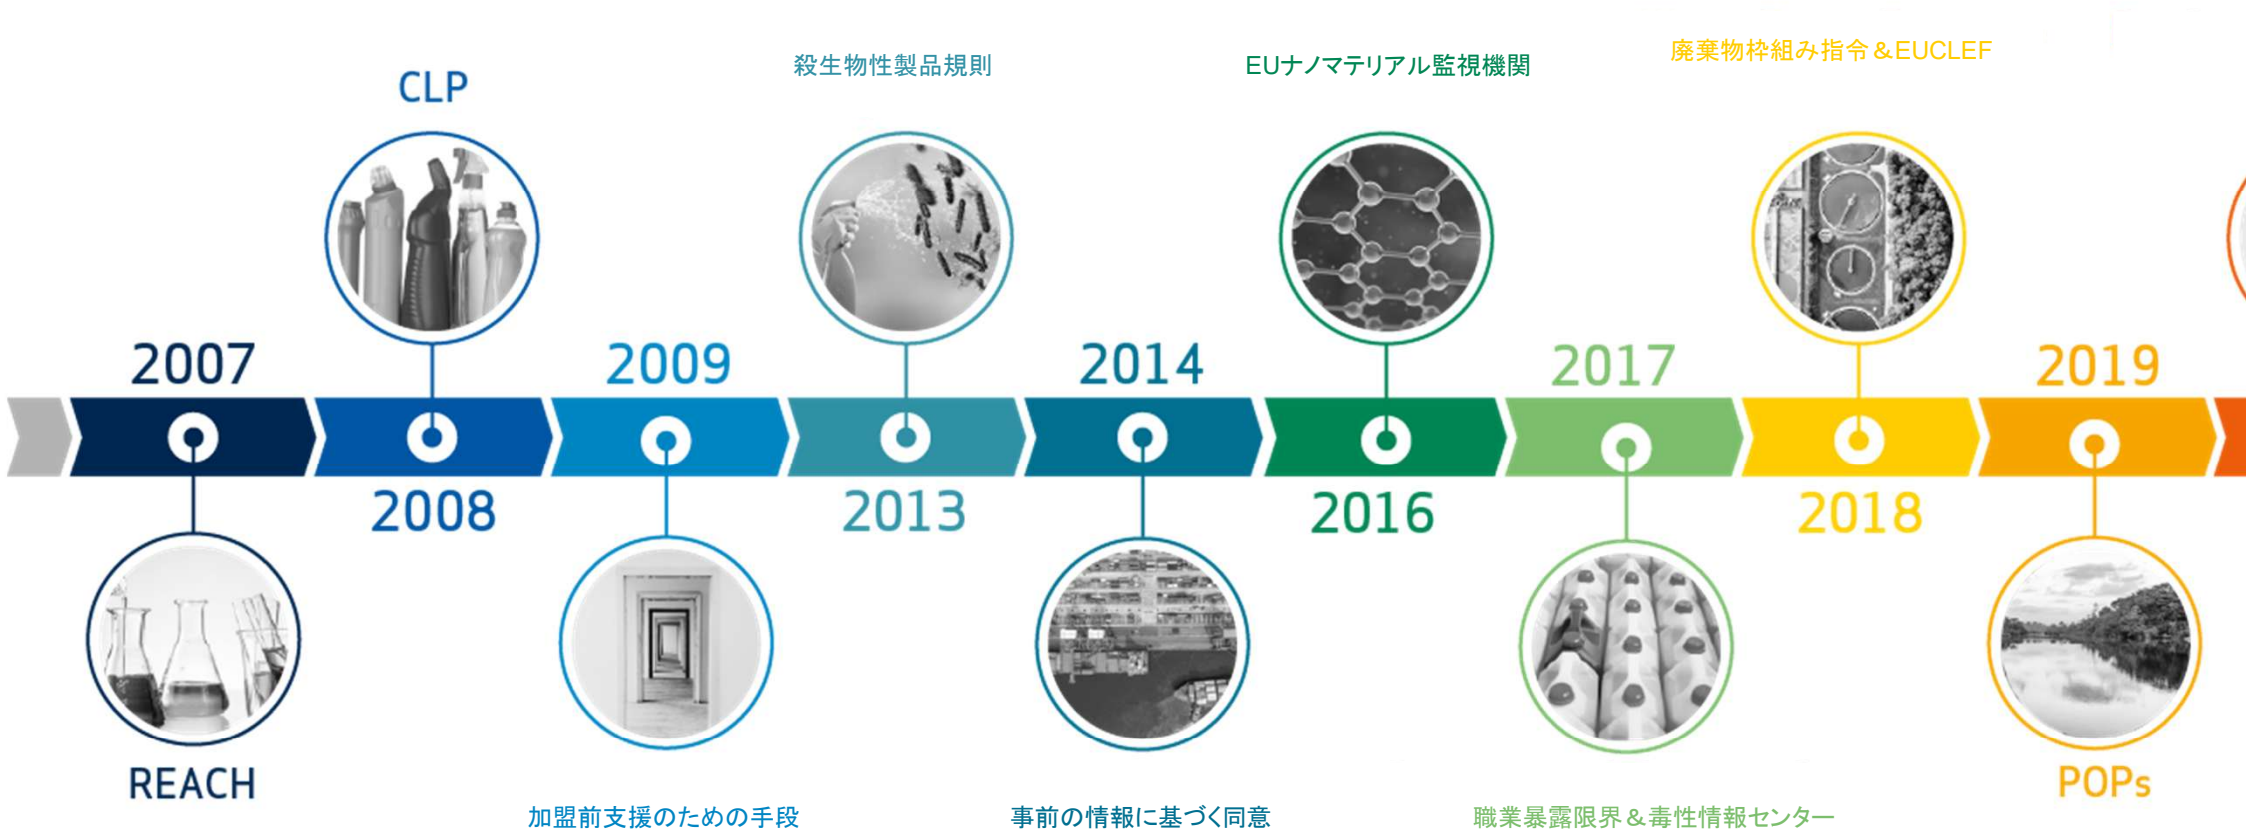 廃棄物枠組み指令＆EUCLEF
殺生物性製品規則
EUナノマテリアル監視機関
CLP
2007
2009
2014
2017
2019
2008
2013
2016
2018
REACH
POPs
加盟前支援のための手段
事前の情報に基づく同意
職業暴露限界＆毒性情報センター